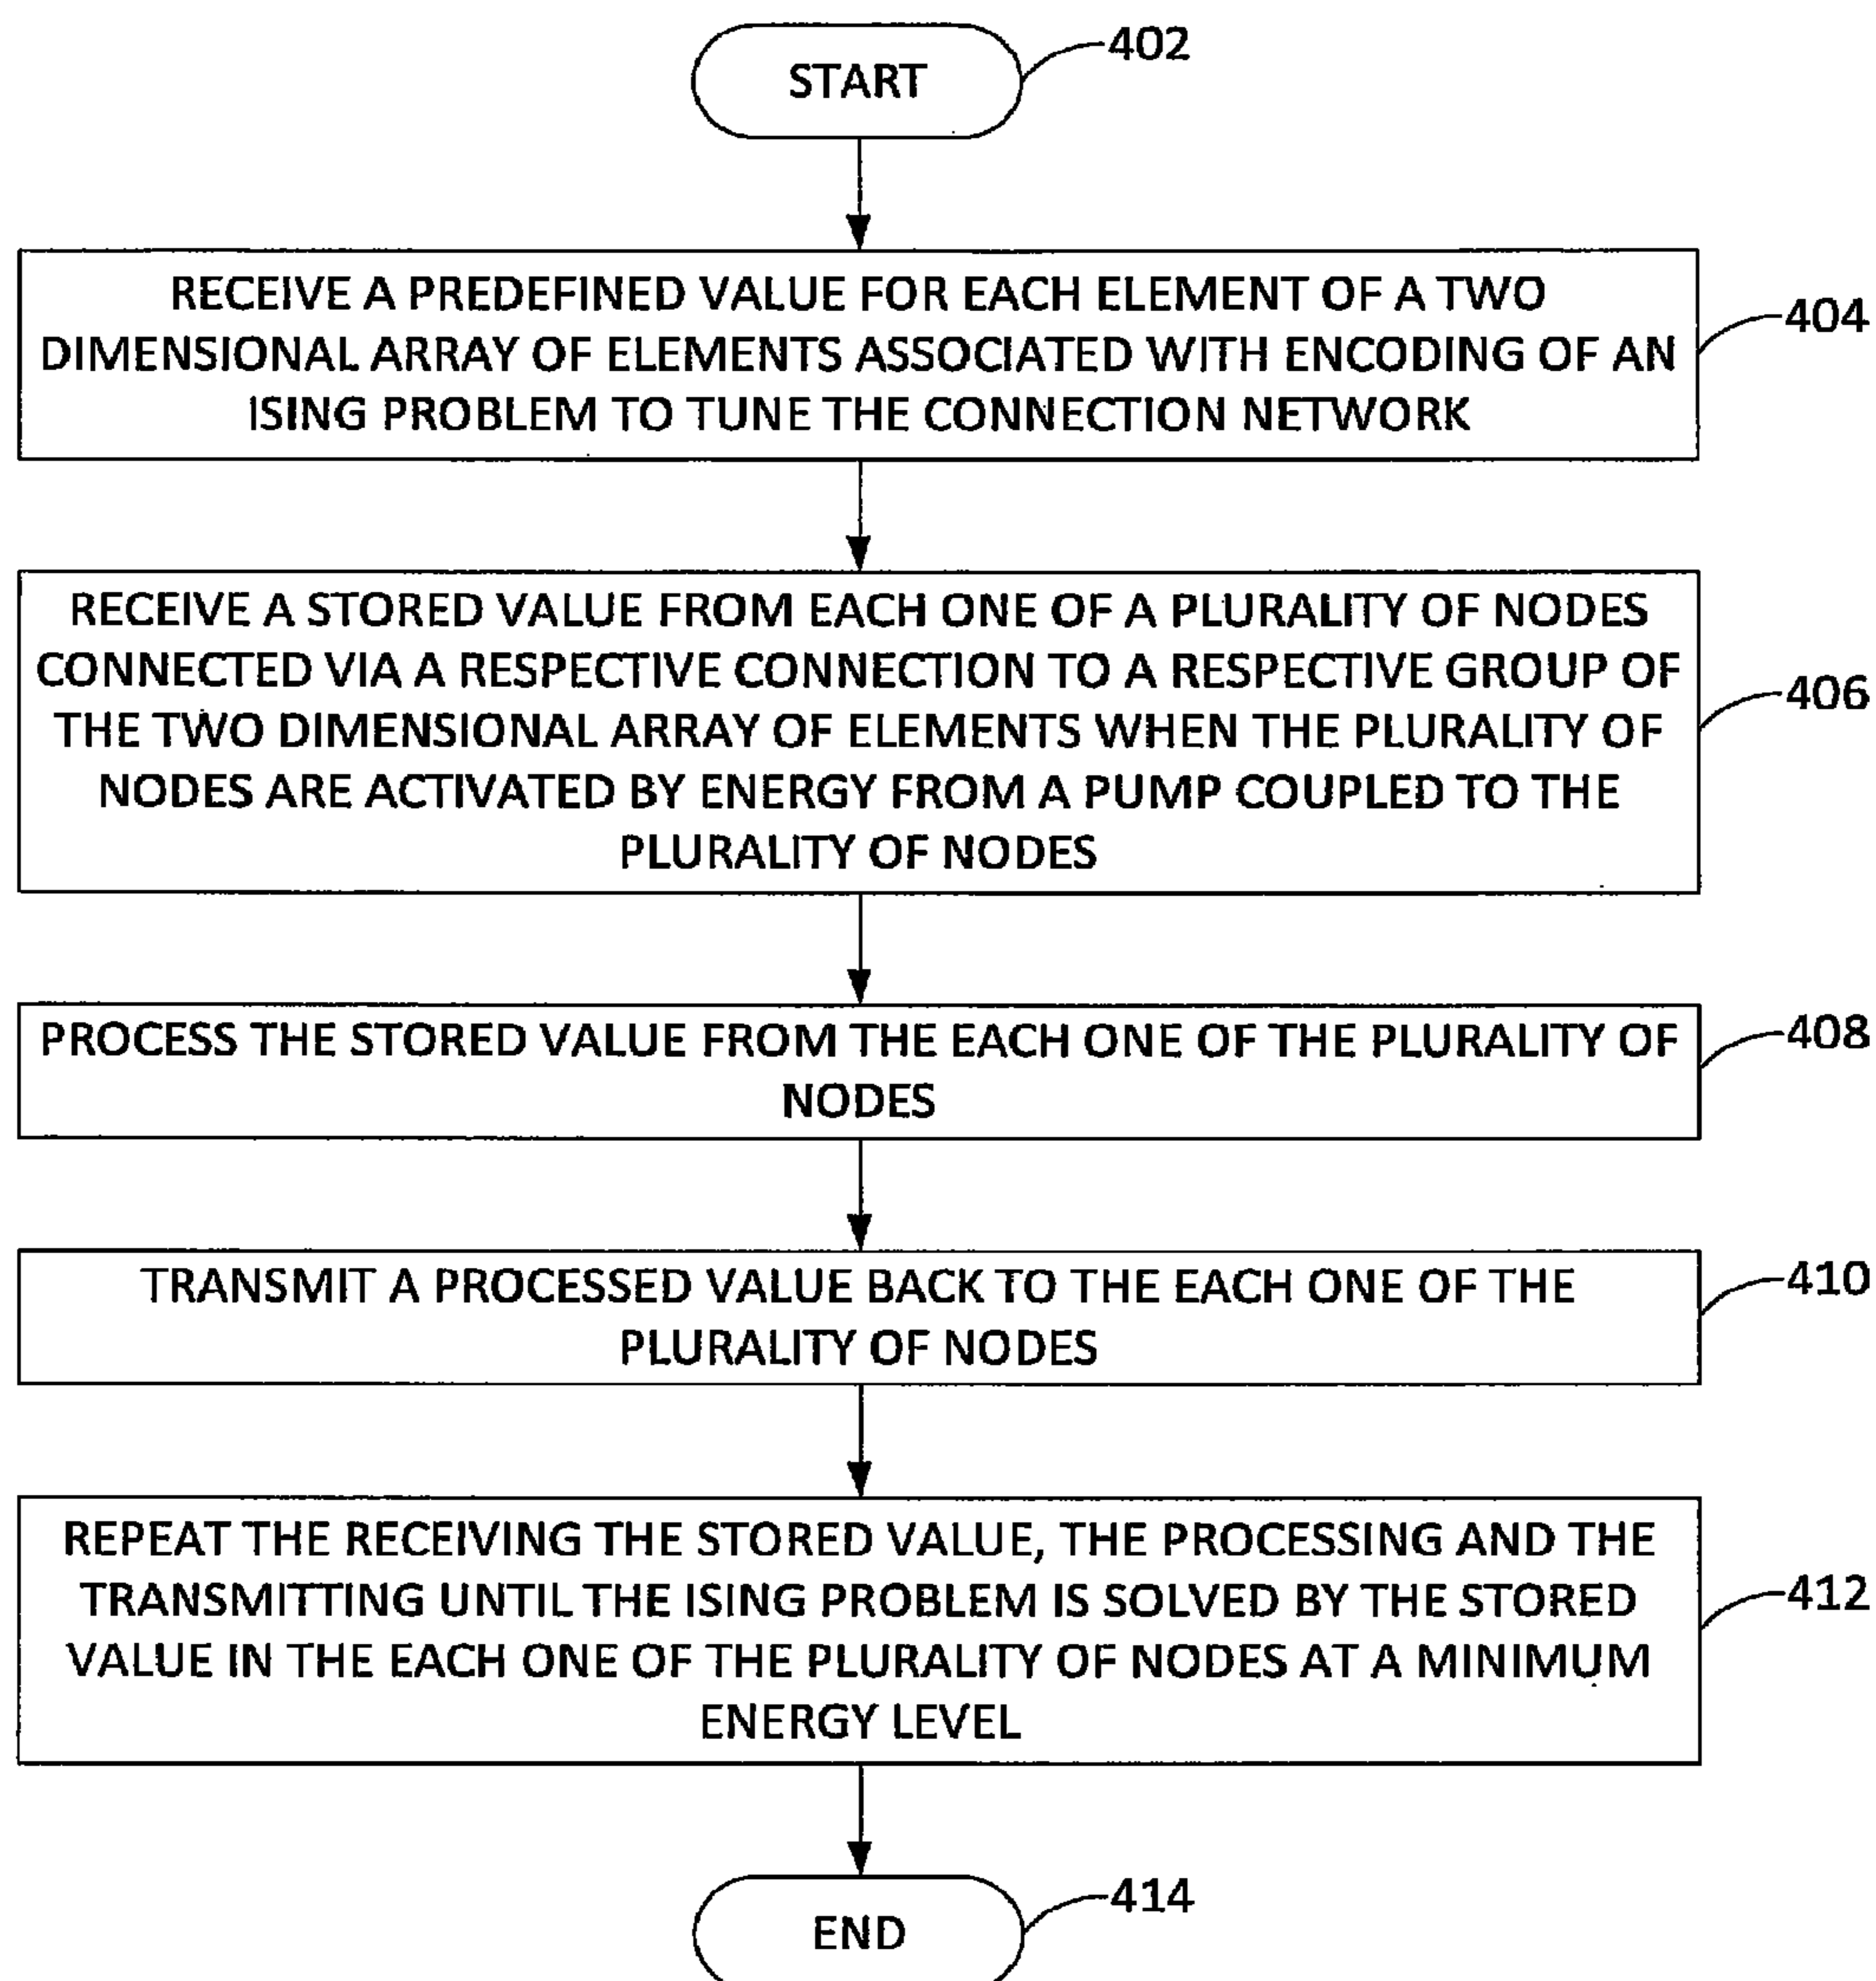 START
402
RECEIVE A PREDEFINED VALUE FOR EACH ELEMENT OF A TWO
DIMENSIONAL ARRAY OF ELEMENTS ASSOCIATED WITH ENCODING OF AN
ISING PROBLEM TO TUNE THE CONNECTION NETWORK
404
RECEIVE A STORED VALUE FROM EACH ONE OF A PLURALITY OF NODES
CONNECTED VIA A RESPECTIVE CONNECTION TO A RESPECTIVE GROUP OF
THE TWO DIMENSIONAL ARRAY OF ELEMENTS WHEN THE PLURALITY OF
NODES ARE ACTIVATED BY ENERGY FROM A PUMP COUPLED TO THE
PLURALITY OF NODES
406
PROCESS THE STORED VALUE FROM THE EACH ONE OF THE PLURALITY OF
NODES
408
TRANSMIT A PROCESSED VALUE BACK TO THE EACH ONE OF THE
PLURALITY OF NODES
410
REPEAT THE RECEIVING THE STORED VALUE, THE PROCESSING AND THE
TRANSMITTING UNTIL THE ISING PROBLEM IS SOLVED BY THE STORED
VALUE IN THE EACH ONE OF THE PLURALITY OF NODES AT A MINIMUM
ENERGY LEVEL
412
END
414